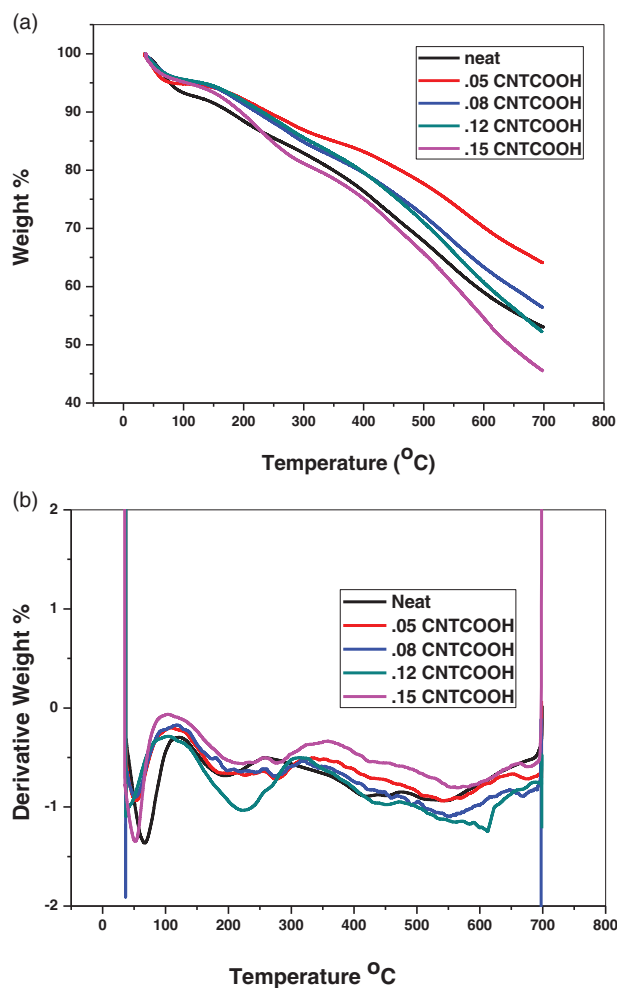 (a)
100
90
80
70
60
50
40
Weight %
neat
.05 CNTCOOH
.08 CNTCOOH
.12 CNTCOOH
.15 CNTCOOH
0 100 200 300 400 500 600 700 800
Temperature (°C)
(b)
2
1
0
-1
-2
Derivative Weight %
Neat
.05 CNTCOOH
.08 CNTCOOH
.12 CNTCOOH
.15 CNTCOOH
0 100 200 300 400 500 600 700 800
Temperature °C